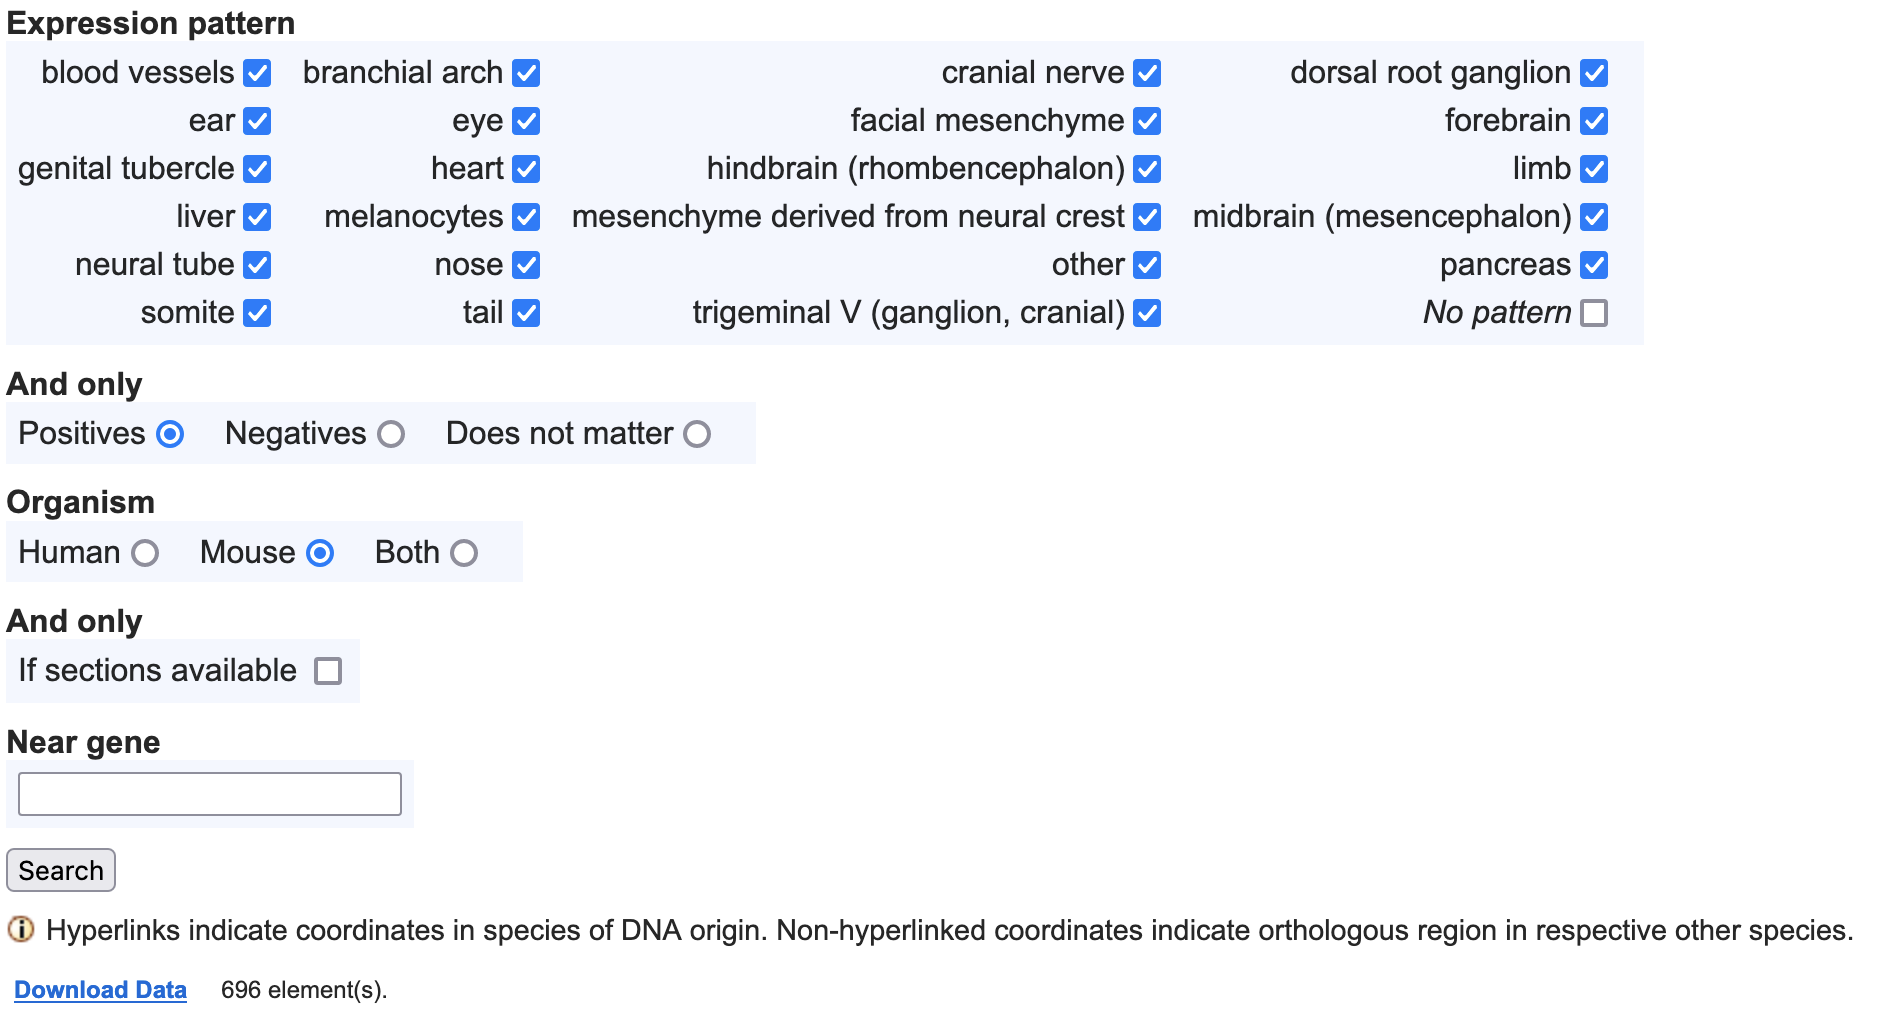 Expression pattern
blood vessels branchial arch cranial nerve dorsal root ganglion
ear eye facial mesenchyme forebrain
genital tubercle heart hindbrain (rhombencephalon) limb
liver melanocytes mesenchyme derived from neural crest midbrain (mesencephalon)
neural tube nose other pancreas
somite tail trigeminal V (ganglion, cranial) No pattern
And only
Positives Negatives Does not matter
Organism
Human Mouse Both
And only
If sections available
Near gene
Search
Hyperlinks indicate coordinates in species of DNA origin. Non-hyperlinked coordinates indicate orthologous region in respective other species.
Download Data 696 element(s).